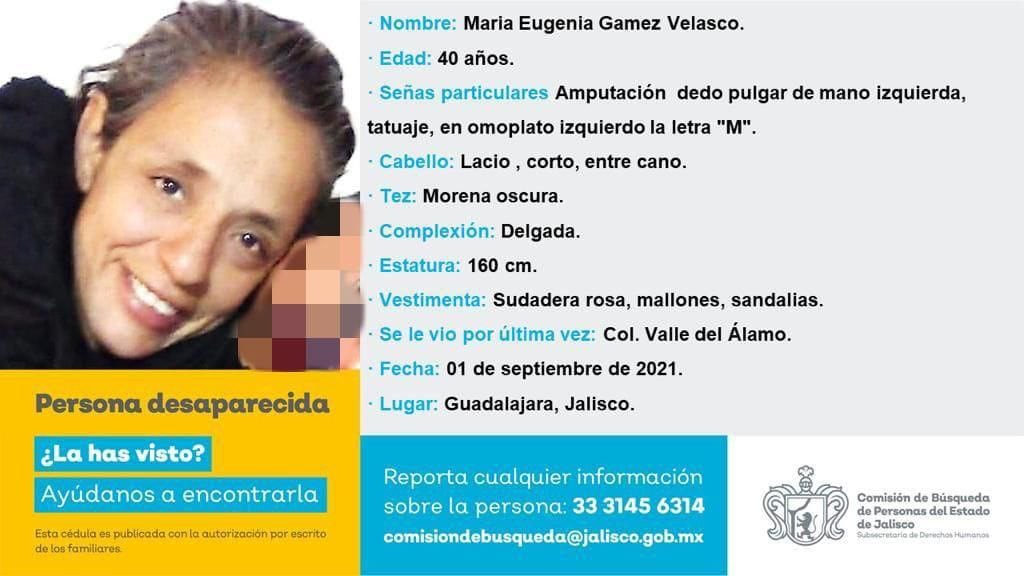 · Nombre: Maria Eugenia Gamez Velasco.
· Edad: 40 años.
· Señas particulares Amputación dedo pulgar de mano izquierda,
tatuaje, en omoplato izquierdo la letra "M".
· Cabello: Lacio , corto, entre cano.
· Tez: Morena oscura.
· Complexión: Delgada.
· Estatura: 160 cm.
· Vestimenta: Sudadera rosa, mallones, sandalias.
· Se le vio por última vez: Col. Valle del Álamo.
· Fecha: 01 de septiembre de 2021.
· Lugar: Guadalajara, Jalisco.
Persona desaparecida
¿La has visto?
Ayúdanos a encontrarla
Esta cédula es publicada con la autorización por escrito
de los familiares.
Reporta cualquier información
sobre la persona: 33 3145 6314
comisiondebusqueda@jalisco.gob.mx
Comisión de Búsqueda
de Personas del Estado
de Jalisco
Subsecretaría de Derechos Humanos